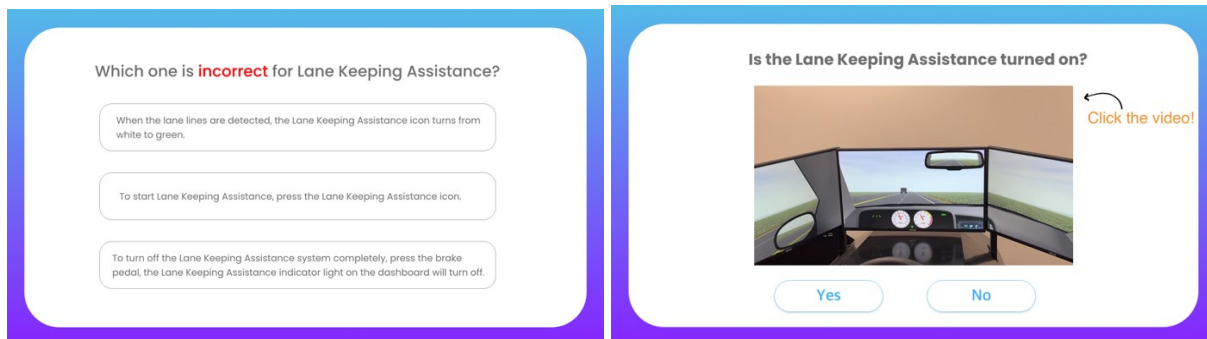 Which one is incorrect for Lane Keeping Assistance?
When the lane lines are detected, the Lane Keeping Assistance icon turns from
white to green.
To start Lane Keeping Assistance, press the Lane Keeping Assistance icon.
To turn off the Lane Keeping Assistance system completely, press the brake
pedal, the Lane Keeping Assistance indicator light on the dashboard will turn off.
Is the Lane Keeping Assistance turned on?
Click the video!
Yes
No